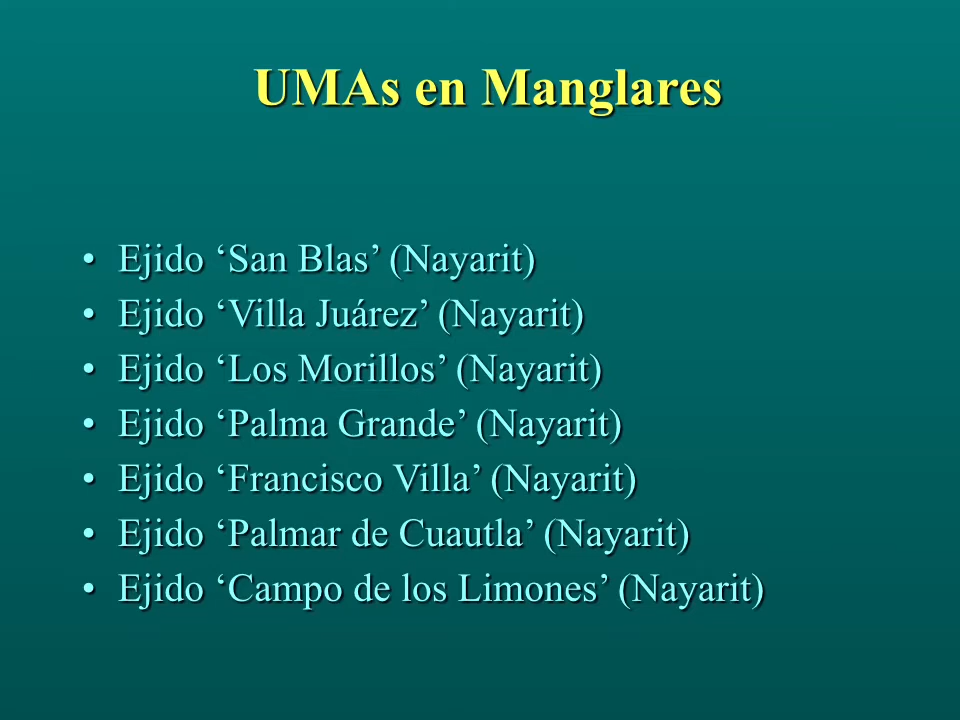 UMAs en Manglares
• Ejido ‘San Blas’ (Nayarit)
• Ejido ‘Villa Juárez’ (Nayarit)
• Ejido ‘Los Morillos’ (Nayarit)
• Ejido ‘Palma Grande’ (Nayarit)
• Ejido ‘Francisco Villa’ (Nayarit)
• Ejido ‘Palmar de Cuautla’ (Nayarit)
• Ejido ‘Campo de los Limones’ (Nayarit)